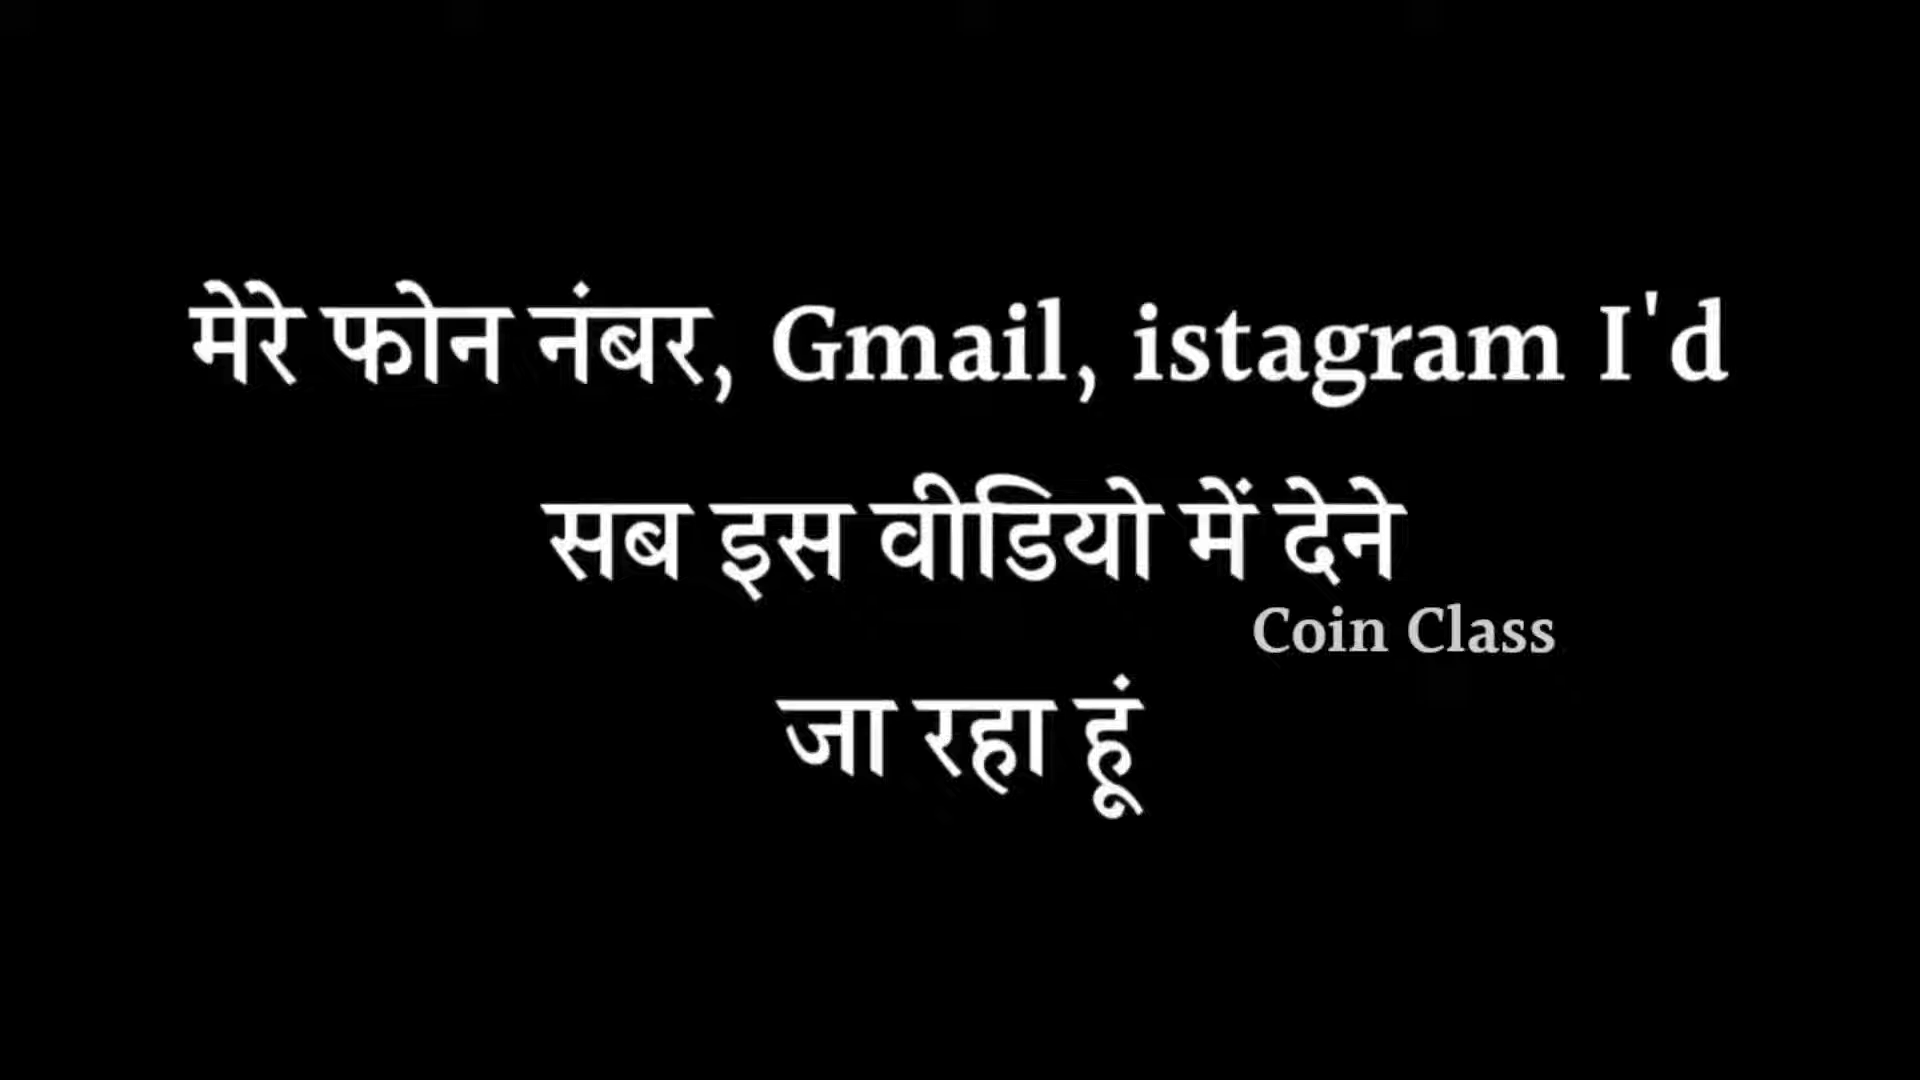 मेरे फोन नंबर, Gmail, istagram I'd
सब इस वीडियो में देने
Coin Class
जा रहा हूं